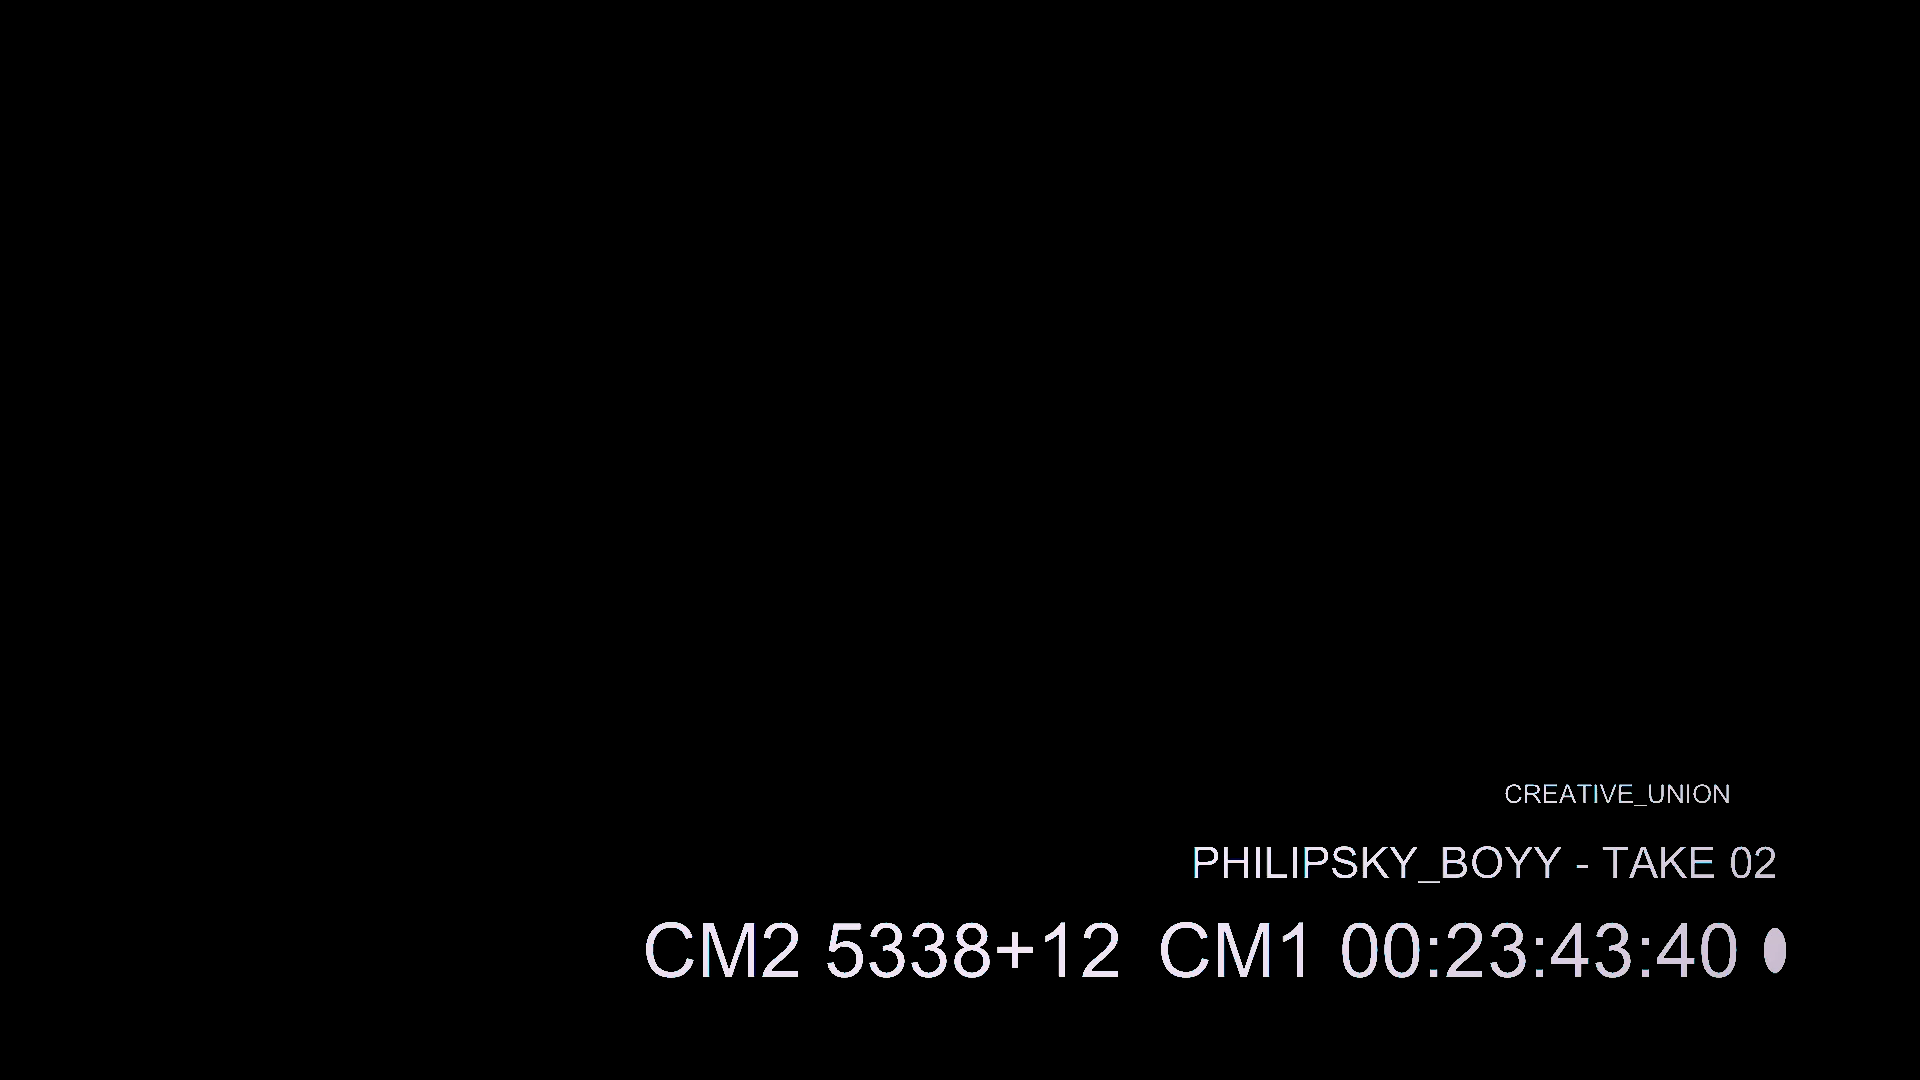 CREATIVE_UNION
PHILIPSKY_BOYY - TAKE 02
CM2 5338+12 CM1 00:23:43:40